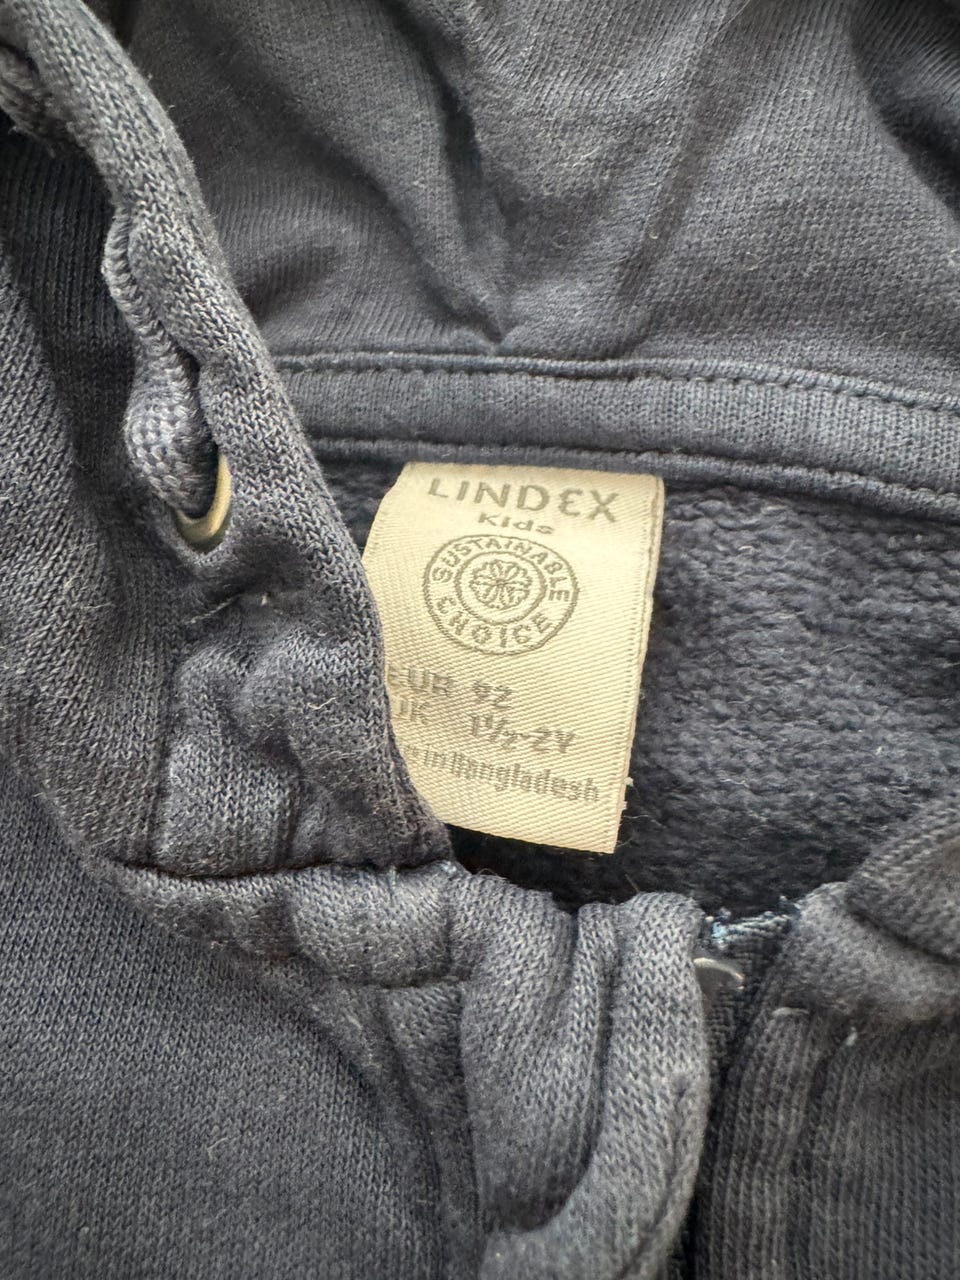 LINDEX
Kids
SUSTAINABLE
CHOICE
EUR 92
UK 1½-2Y
in Bangladesh